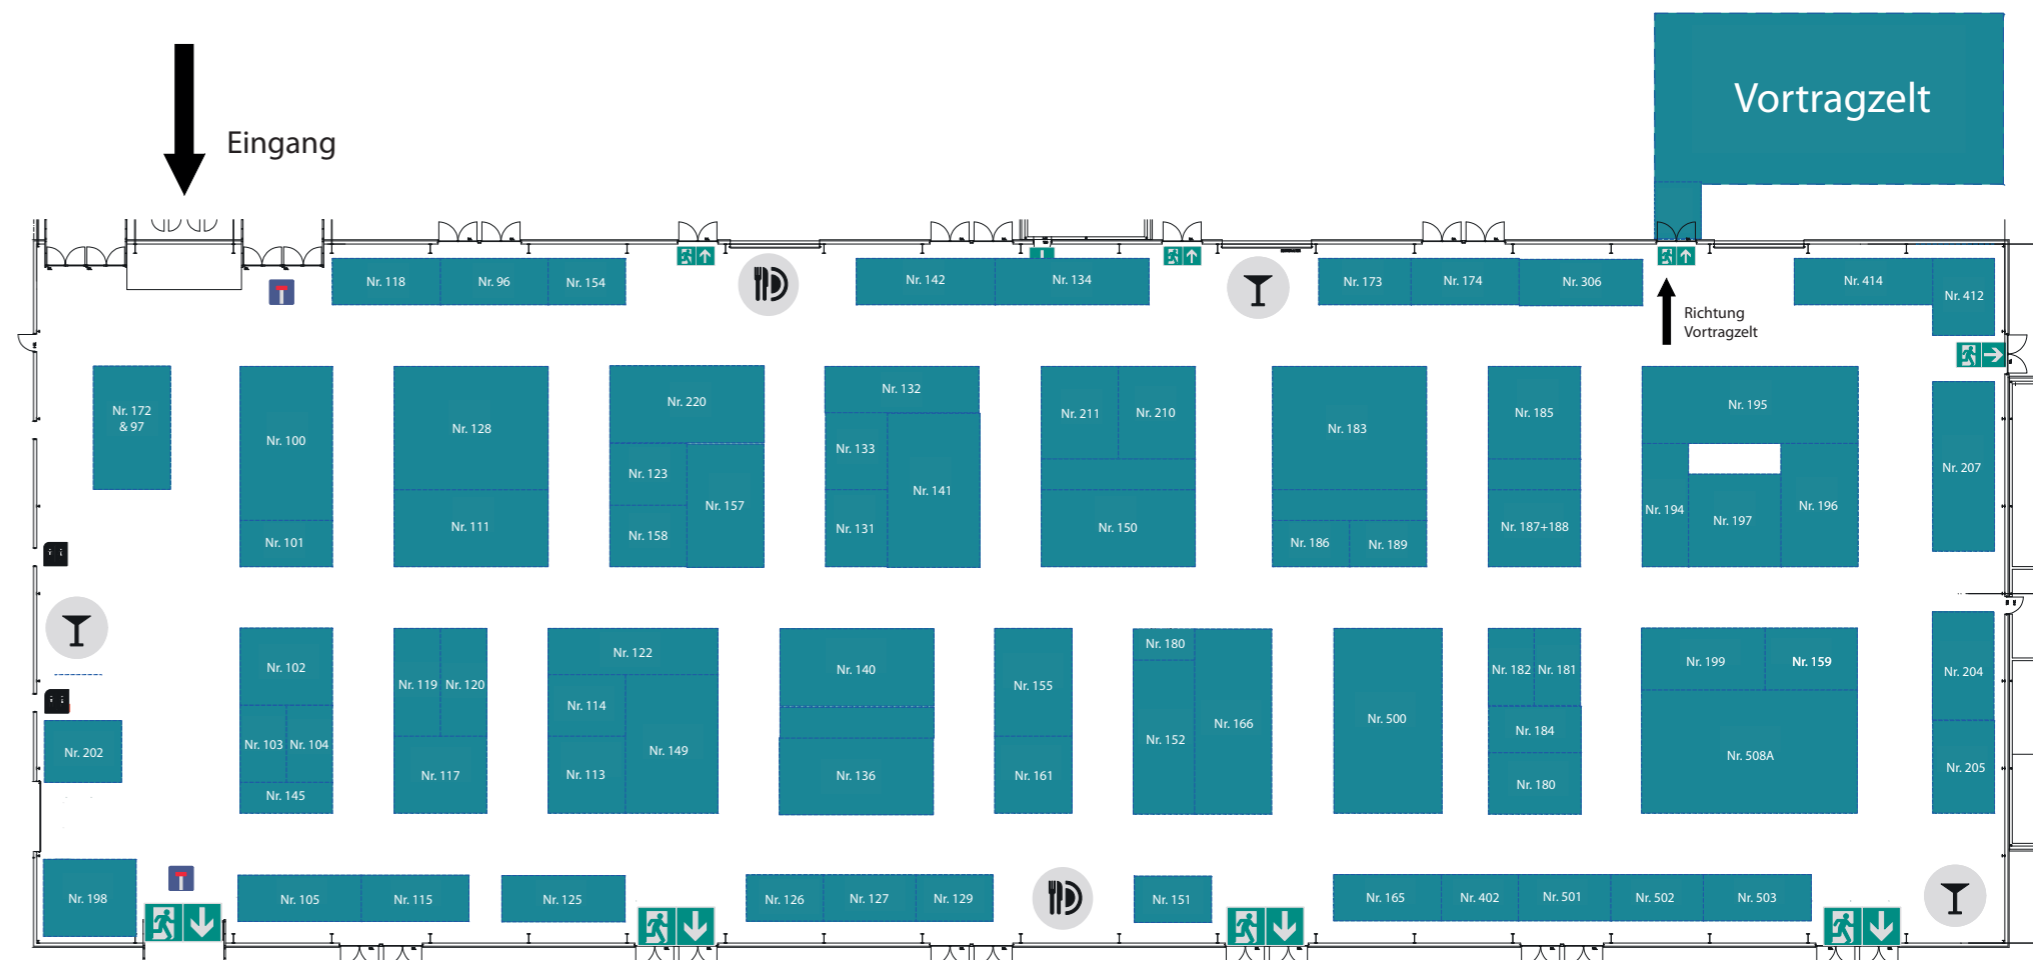 Vortragzelt
Eingang
Nr. 118
Nr. 96
Nr. 154
Nr. 142
Nr. 134
Nr. 173
Nr. 174
Nr. 306
Nr. 414
Nr. 412
Richtung
Vortragzelt
Nr. 172
& 97
Nr. 100
Nr. 101
Nr. 128
Nr. 111
Nr. 220
Nr. 123
Nr. 158
Nr. 157
Nr. 132
Nr. 133
Nr. 131
Nr. 141
Nr. 211
Nr. 210
Nr. 150
Nr. 183
Nr. 186
Nr. 189
Nr. 185
Nr. 187+188
Nr. 195
Nr. 194
Nr. 197
Nr. 196
Nr. 207
Nr. 102
Nr. 103
Nr. 104
Nr. 145
Nr. 119
Nr. 120
Nr. 117
Nr. 122
Nr. 114
Nr. 113
Nr. 149
Nr. 140
Nr. 136
Nr. 155
Nr. 161
Nr. 180
Nr. 152
Nr. 166
Nr. 500
Nr. 182
Nr. 181
Nr. 184
Nr. 180
Nr. 199
Nr. 159
Nr. 508A
Nr. 204
Nr. 205
Nr. 202
Nr. 198
Nr. 105
Nr. 115
Nr. 125
Nr. 126
Nr. 127
Nr. 129
Nr. 151
Nr. 165
Nr. 402
Nr. 501
Nr. 502
Nr. 503